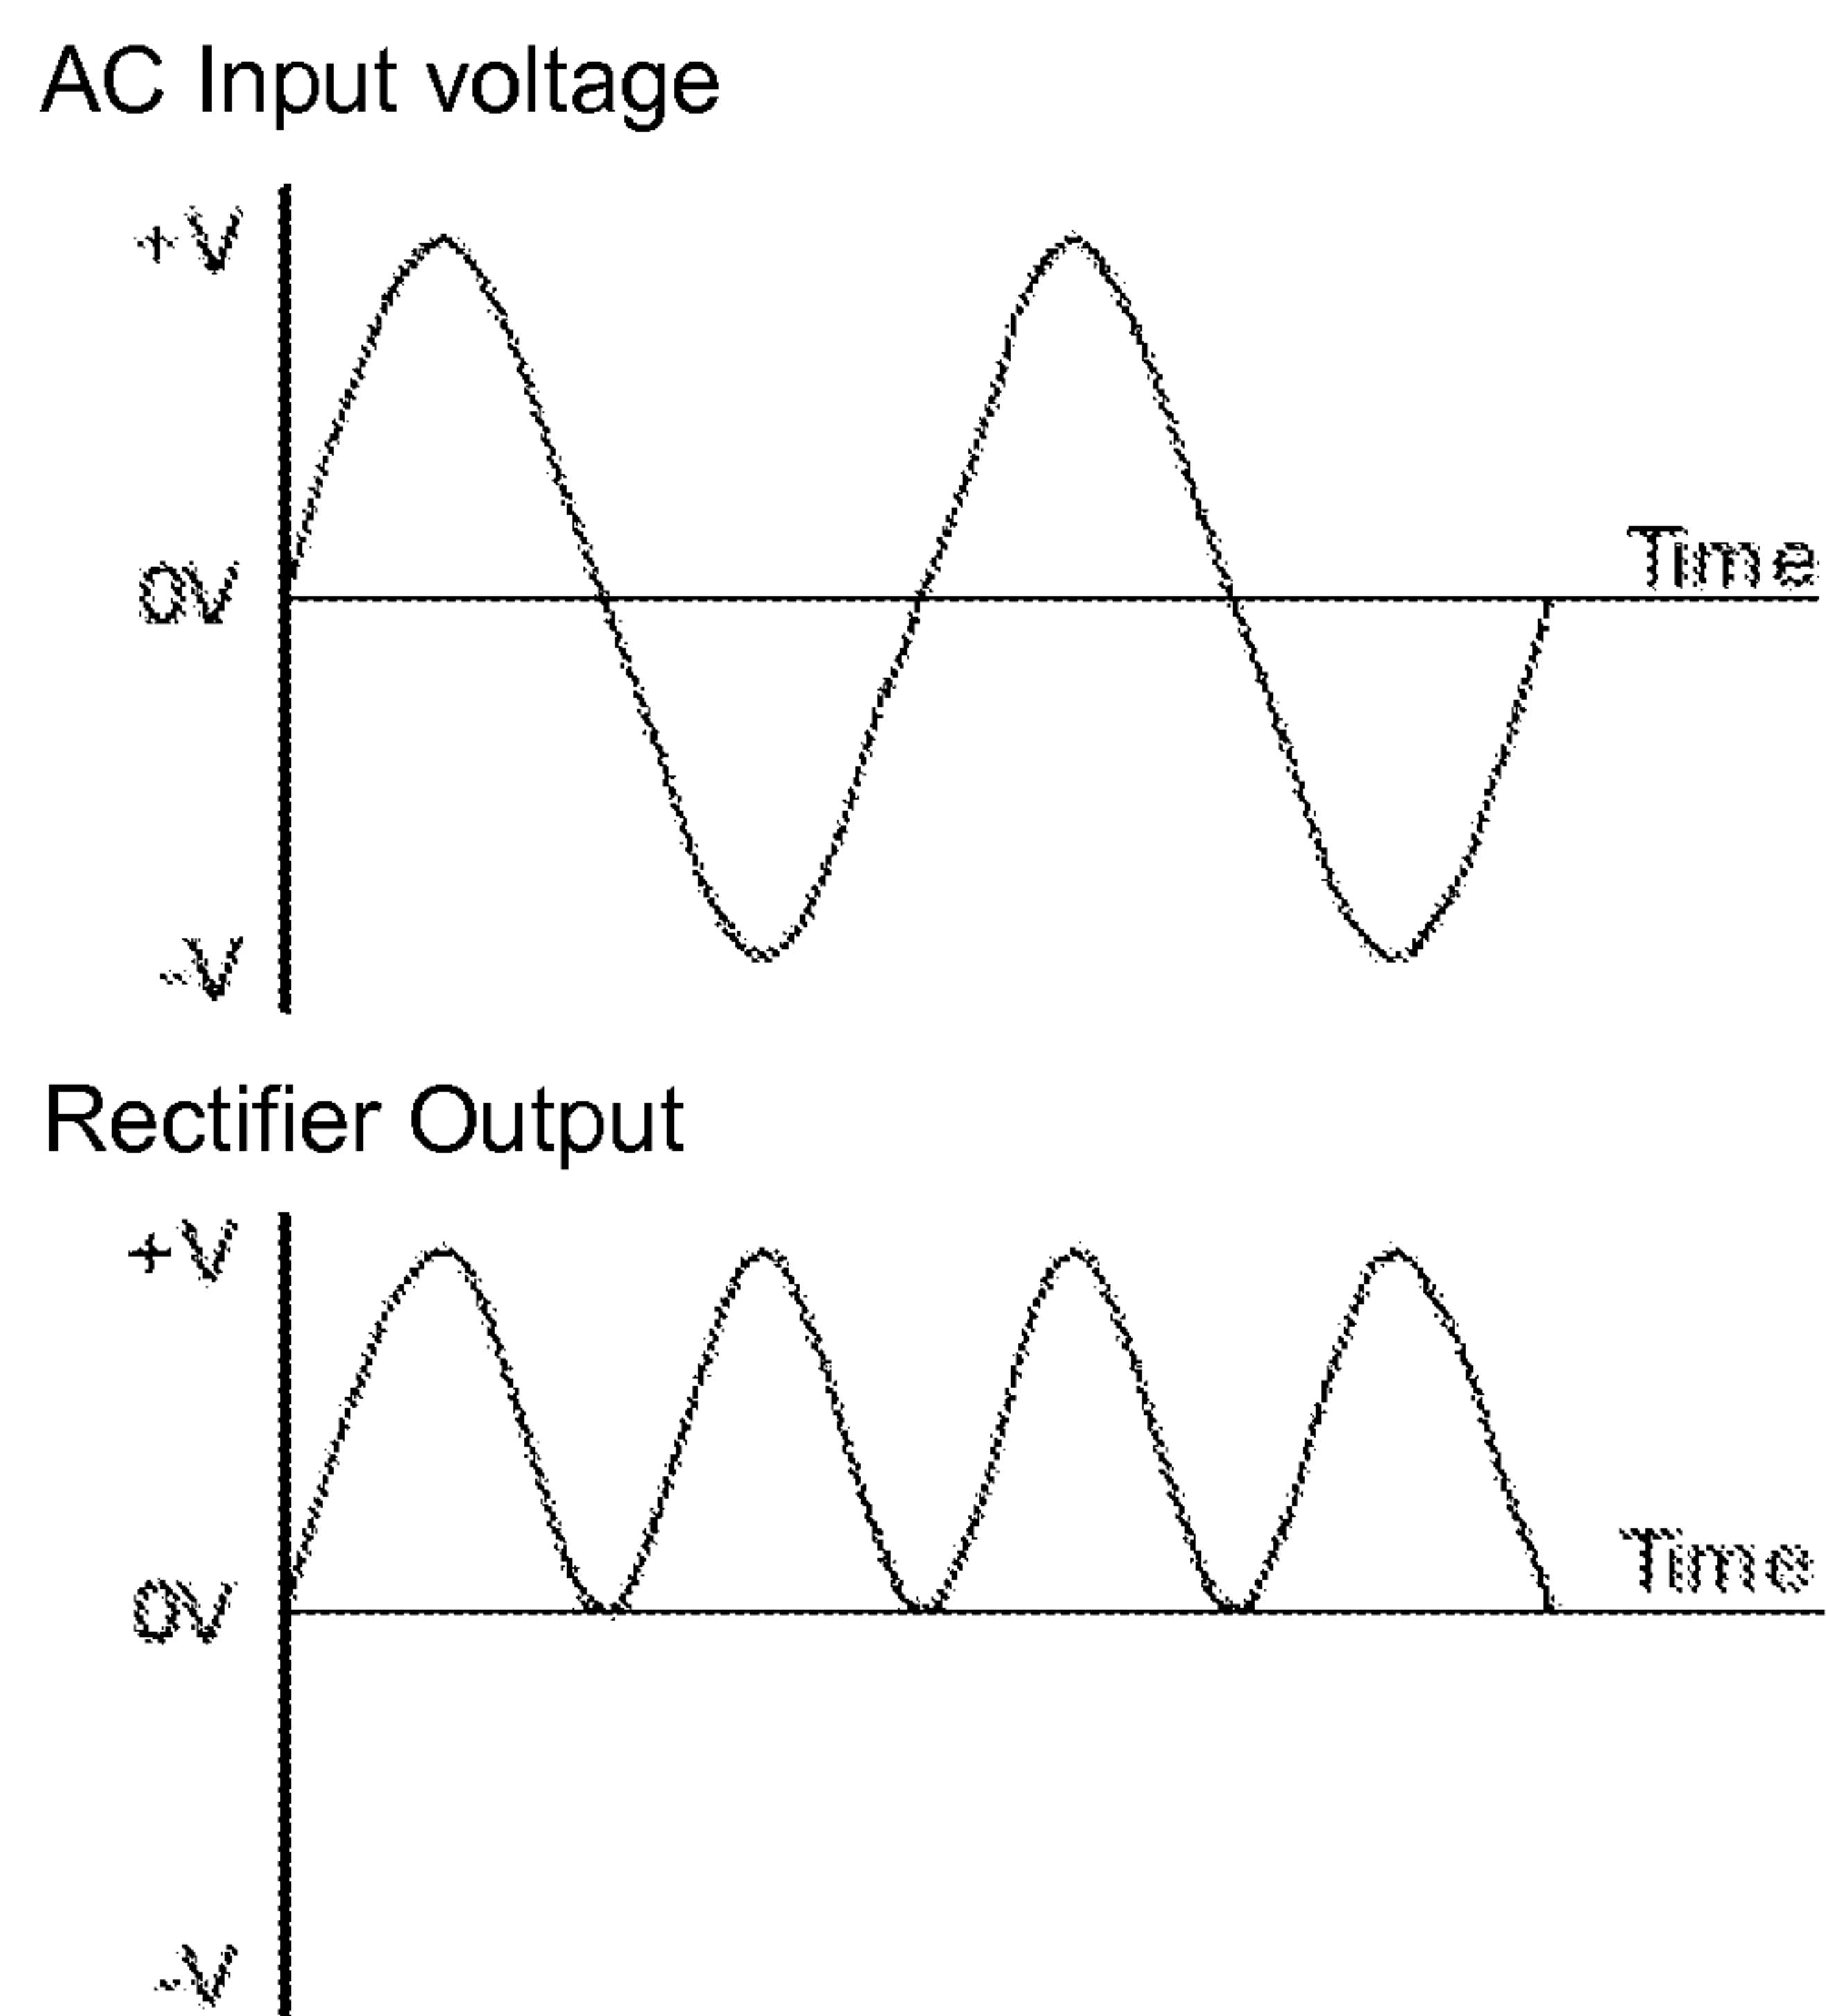 AC Input voltage
+V
Time
0V
-V
Rectifier Output
+V
Time
0V
-V